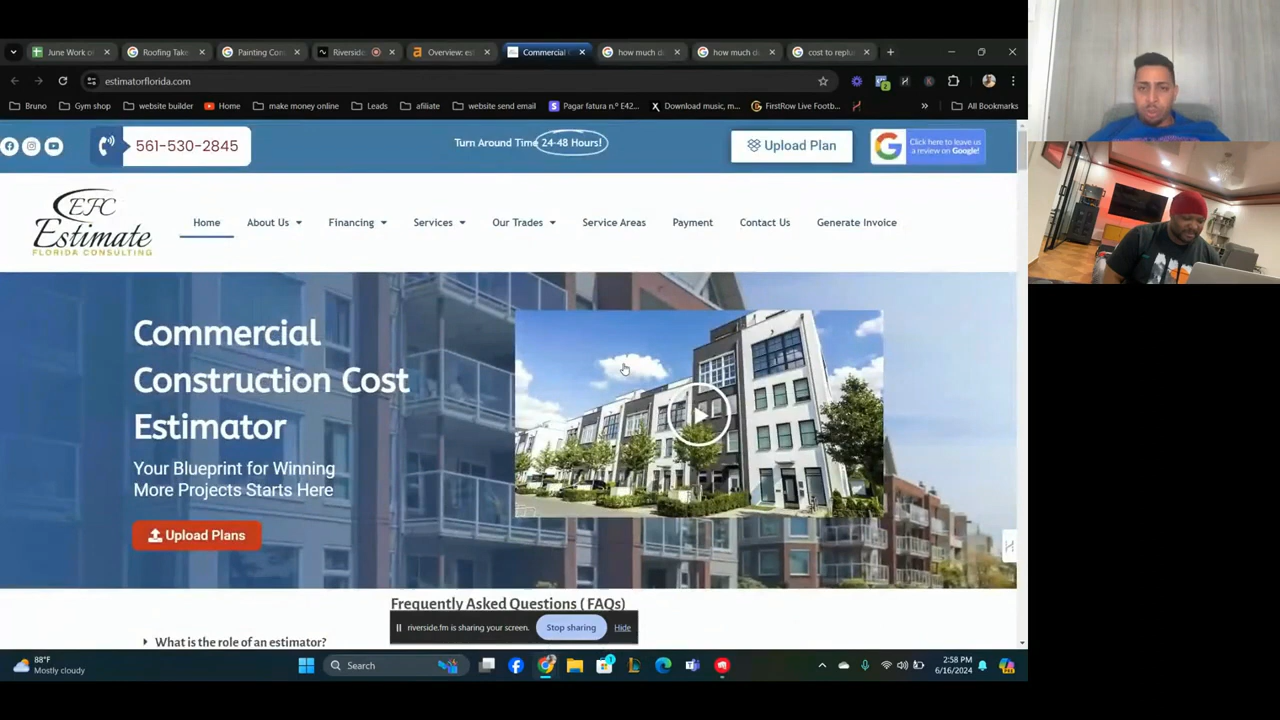 June Work o
Roofing Take
Painting Com
Riverside
Overview: es
Commercial
how much d
how much d
cost to replu
estimatorflorida.com
Bruno
Gym shop
website builder
Home
make money online
Leads
afiliate
website send email
Pagar fatura n.º E42...
Download music, m...
FirstRow Live Footb...
»
All Bookmarks
561-530-2845
Turn Around Time 24-48 Hours!
Upload Plan
Click here to leave us
a review on Google!
EFC
Estimate
FLORIDA CONSULTING
Home
About Us
Financing
Services
Our Trades
Service Areas
Payment
Contact Us
Generate Invoice
Commercial
Construction Cost
Estimator
Your Blueprint for Winning
More Projects Starts Here
Upload Plans
Frequently Asked Questions ( FAQs)
riverside.fm is sharing your screen.
Stop sharing
Hide
What is the role of an estimator?
88°F
Mostly cloudy
Search
2:58 PM
6/16/2024